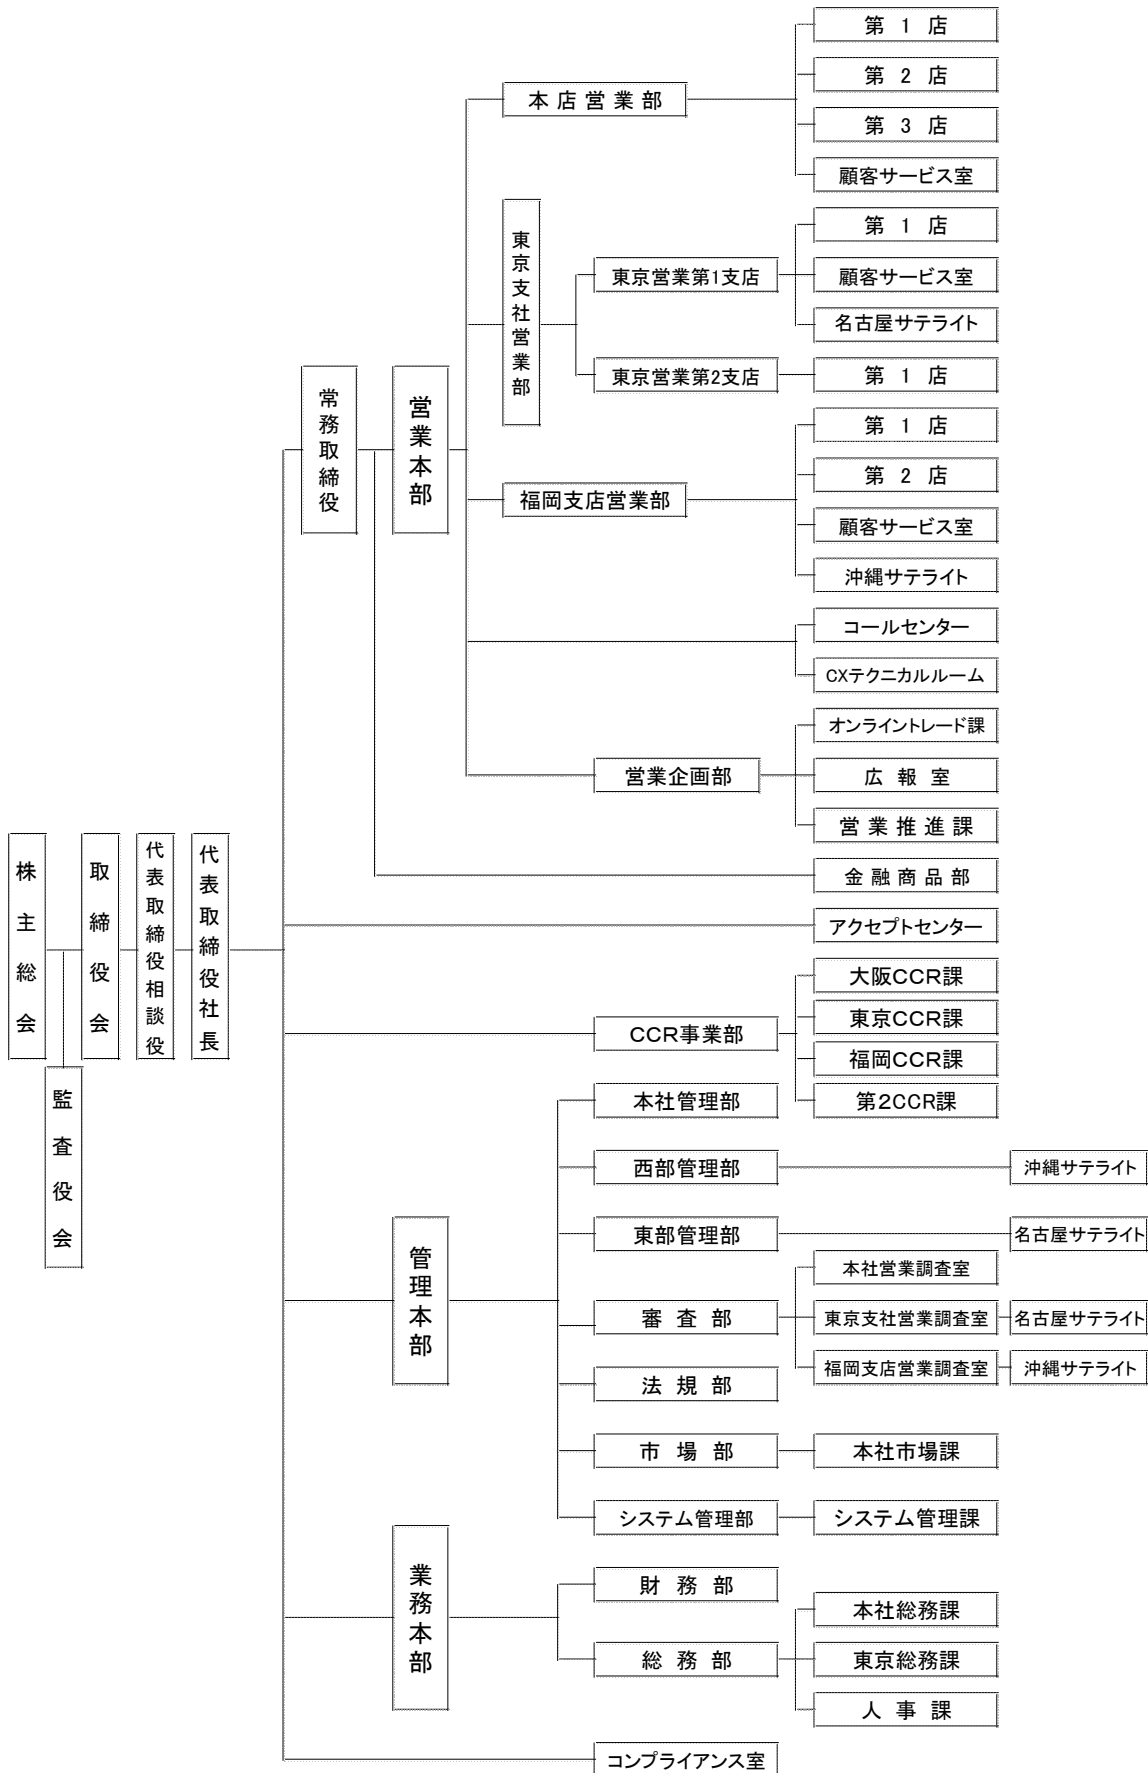 株主総会
監査役会
取締役会
代表取締役相談役
代表取締役社長
常務取締役
営業本部
本店営業部
第1店
第2店
第3店
顧客サービス室
東京支社営業部
東京営業第1支店
第1店
顧客サービス室
名古屋サテライト
東京営業第2支店
第1店
福岡支店営業部
第1店
第2店
顧客サービス室
沖縄サテライト
コールセンター
CXテクニカルルーム
営業企画部
オンライントレード課
広報室
営業推進課
金融商品部
アクセプトセンター
CCR事業部
大阪CCR課
東京CCR課
福岡CCR課
第2CCR課
管理本部
本社管理部
西部管理部
沖縄サテライト
東部管理部
名古屋サテライト
審査部
本社営業調査室
東京支社営業調査室
名古屋サテライト
福岡支店営業調査室
沖縄サテライト
法規部
市場部
本社市場課
システム管理部
システム管理課
業務本部
財務部
総務部
本社総務課
東京総務課
人事課
コンプライアンス室